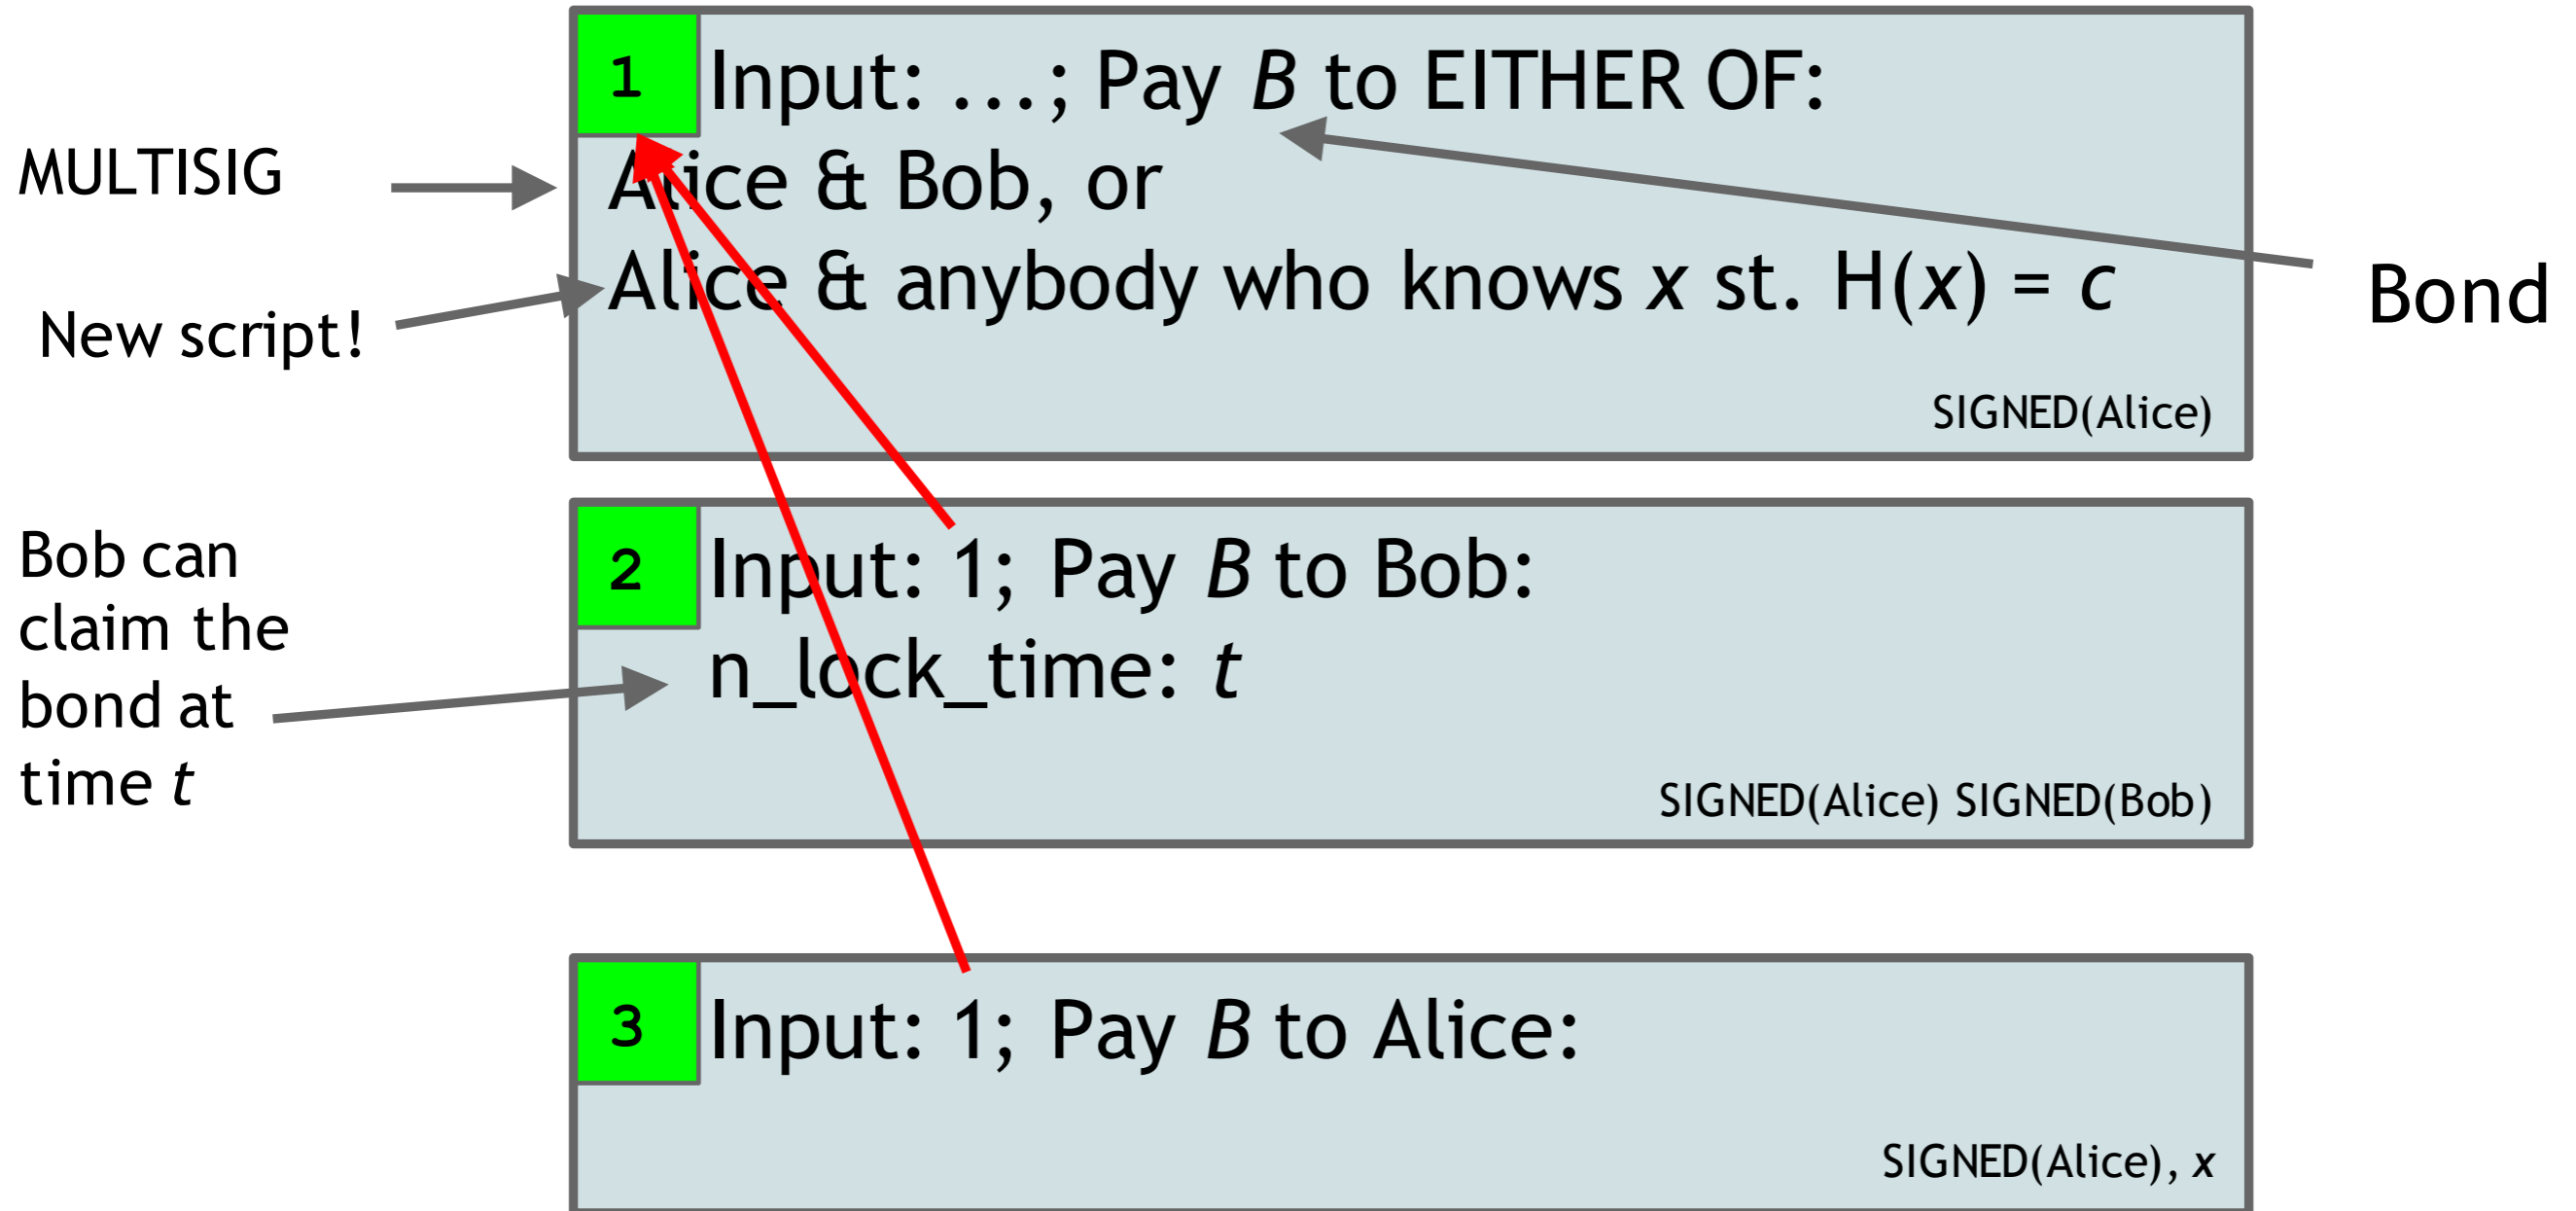 1
Input: ...; Pay B to EITHER OF:
Alice & Bob, or
Alice & anybody who knows x st. H(x) = c
SIGNED(Alice)
MULTISIG
New script!
Bond
2
Input: 1; Pay B to Bob:
n_lock_time: t
SIGNED(Alice) SIGNED(Bob)
Bob can
claim the
bond at
time t
3
Input: 1; Pay B to Alice:
SIGNED(Alice), x